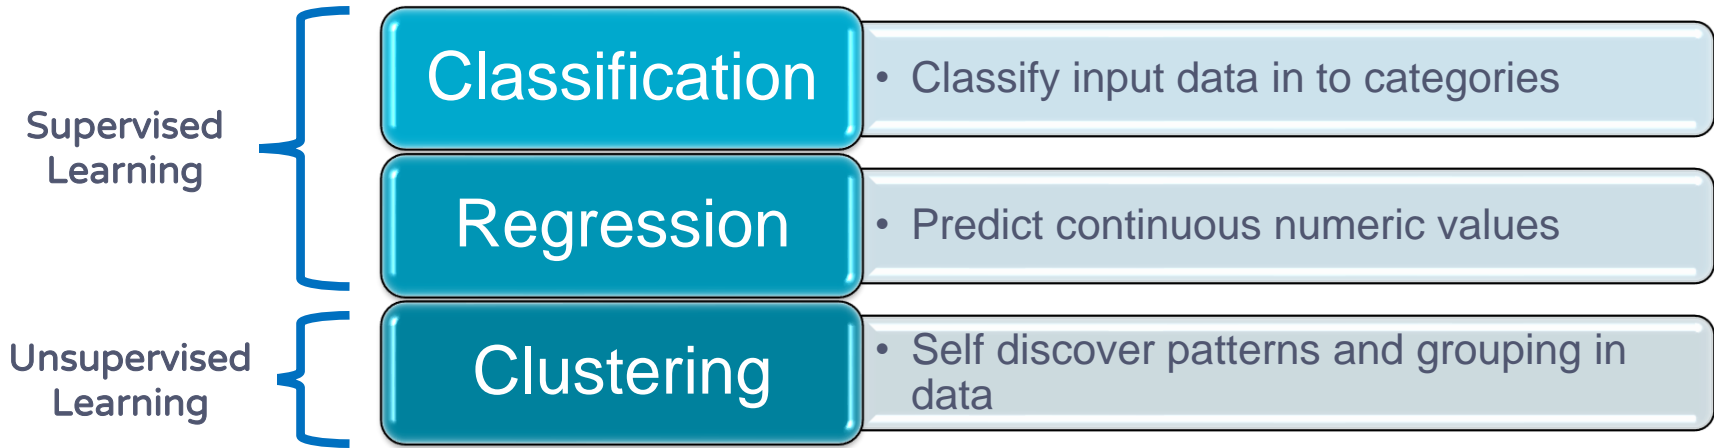 Supervised
Learning
Classification
• Classify input data in to categories
Regression
• Predict continuous numeric values
Unsupervised
Learning
Clustering
• Self discover patterns and grouping in
data